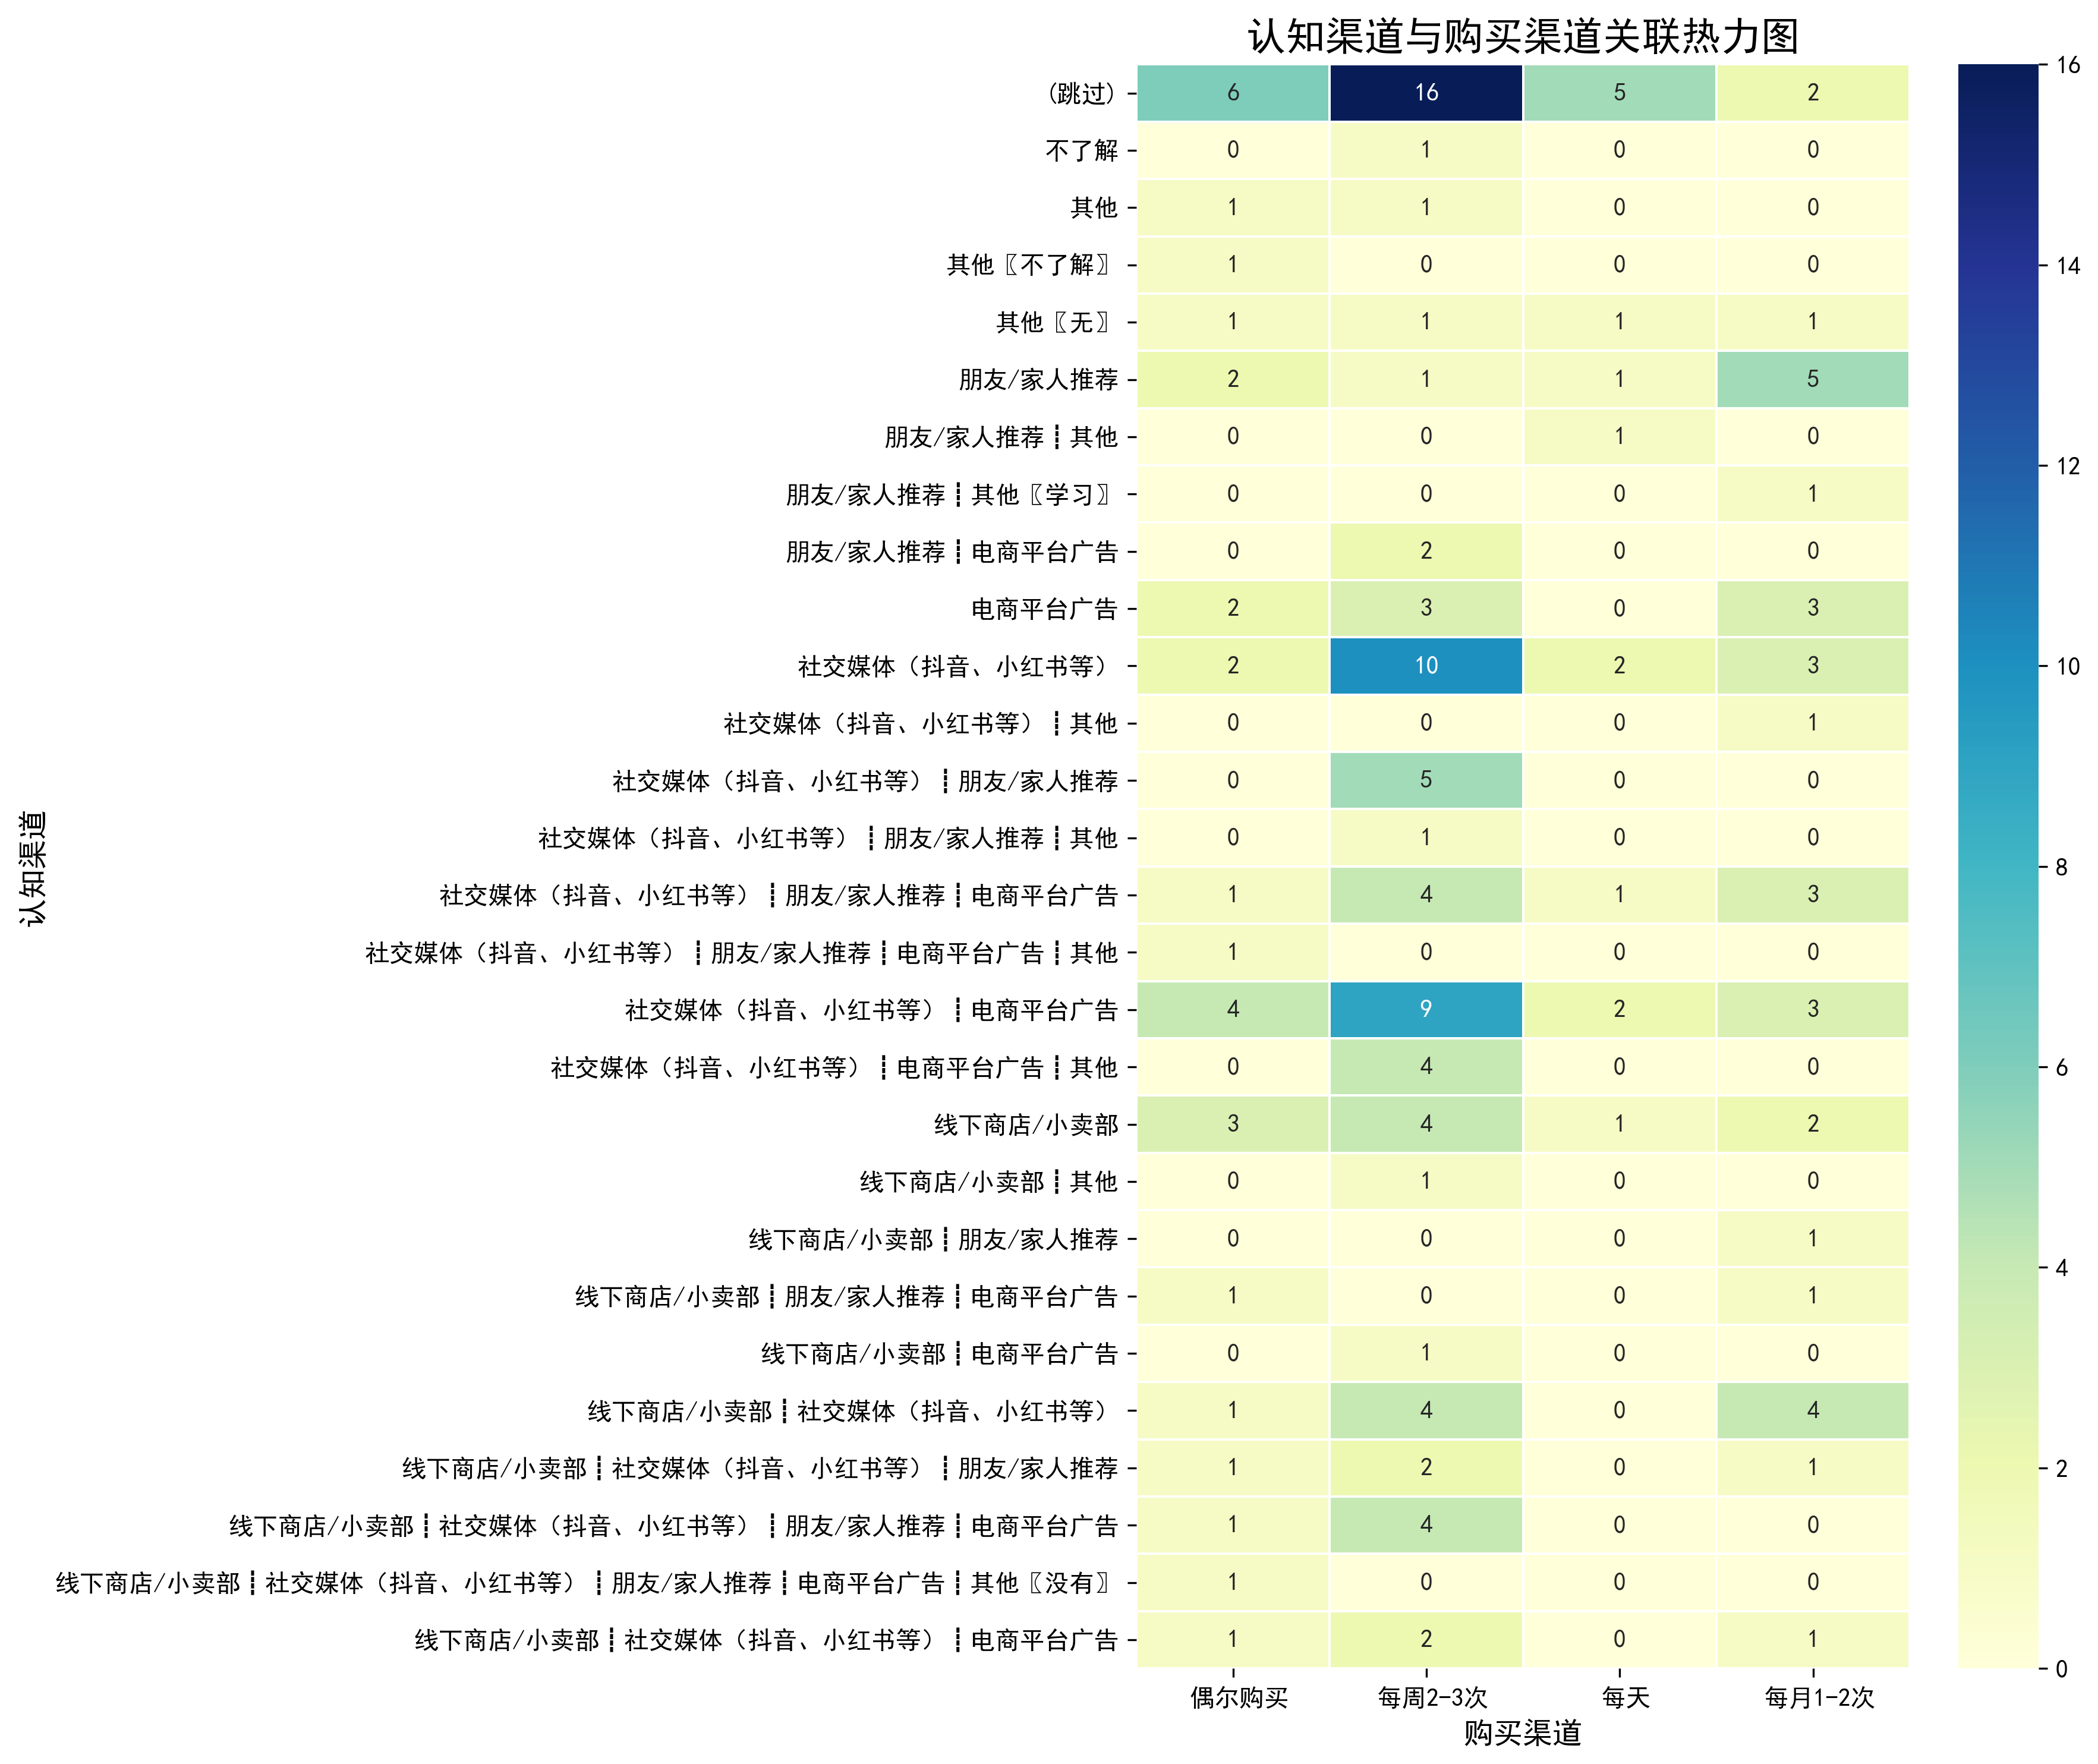 认知渠道与购买渠道关联热力图
认知渠道
(跳过) 6 16 5 2
不了解 0 1 0 0
其他 1 1 0 0
其他〖不了解〗 1 0 0 0
其他〖无〗 1 1 1 1
朋友/家人推荐 2 1 1 5
朋友/家人推荐┋其他 0 0 1 0
朋友/家人推荐┋其他〖学习〗 0 0 0 1
朋友/家人推荐┋电商平台广告 0 2 0 0
电商平台广告 2 3 0 3
社交媒体（抖音、小红书等） 2 10 2 3
社交媒体（抖音、小红书等）┋其他 0 0 0 1
社交媒体（抖音、小红书等）┋朋友/家人推荐 0 5 0 0
社交媒体（抖音、小红书等）┋朋友/家人推荐┋其他 0 1 0 0
社交媒体（抖音、小红书等）┋朋友/家人推荐┋电商平台广告 1 4 1 3
社交媒体（抖音、小红书等）┋朋友/家人推荐┋电商平台广告┋其他 1 0 0 0
社交媒体（抖音、小红书等）┋电商平台广告 4 9 2 3
社交媒体（抖音、小红书等）┋电商平台广告┋其他 0 4 0 0
线下商店/小卖部 3 4 1 2
线下商店/小卖部┋其他 0 1 0 0
线下商店/小卖部┋朋友/家人推荐 0 0 0 1
线下商店/小卖部┋朋友/家人推荐┋电商平台广告 1 0 0 1
线下商店/小卖部┋电商平台广告 0 1 0 0
线下商店/小卖部┋社交媒体（抖音、小红书等） 1 4 0 4
线下商店/小卖部┋社交媒体（抖音、小红书等）┋朋友/家人推荐 1 2 0 1
线下商店/小卖部┋社交媒体（抖音、小红书等）┋朋友/家人推荐┋电商平台广告 1 4 0 0
线下商店/小卖部┋社交媒体（抖音、小红书等）┋朋友/家人推荐┋电商平台广告┋其他〖没有〗 1 0 0 0
线下商店/小卖部┋社交媒体（抖音、小红书等）┋电商平台广告 1 2 0 1
偶尔购买 每周2-3次 每天 每月1-2次
购买渠道
16
14
12
10
8
6
4
2
0